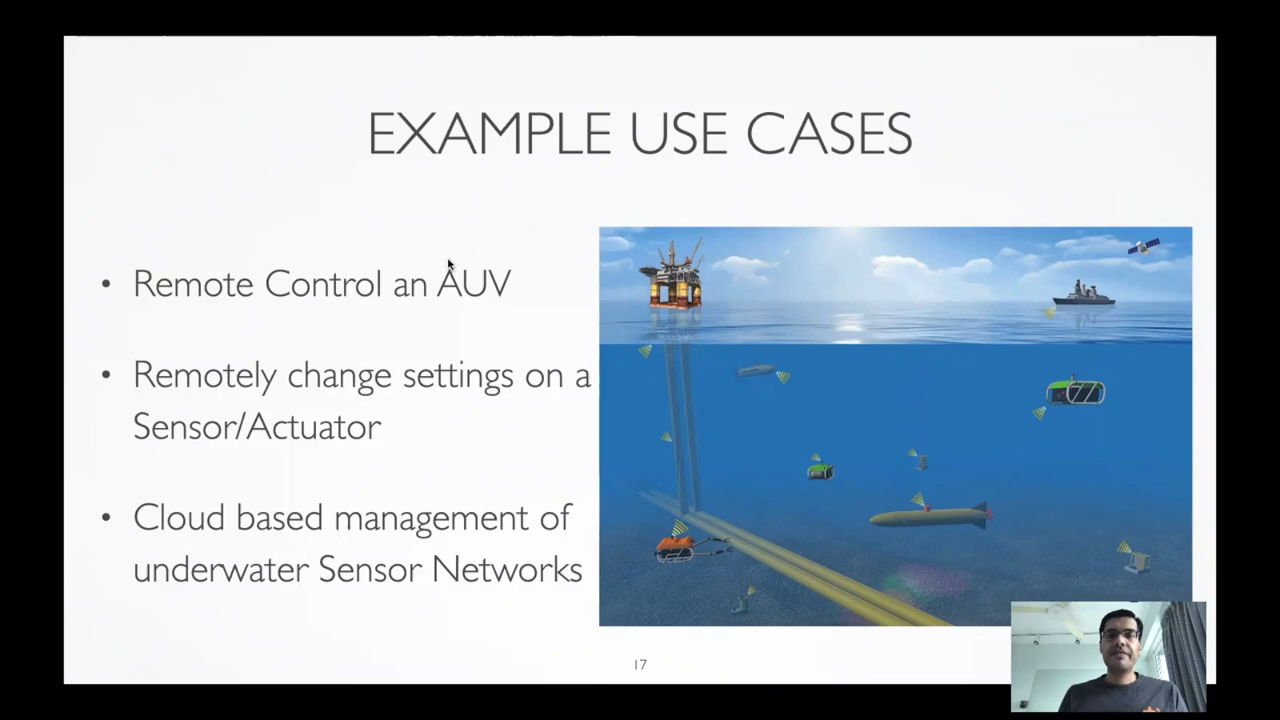 EXAMPLE USE CASES
• Remote Control an AUV
• Remotely change settings on a
Sensor/Actuator
• Cloud based management of
underwater Sensor Networks
17